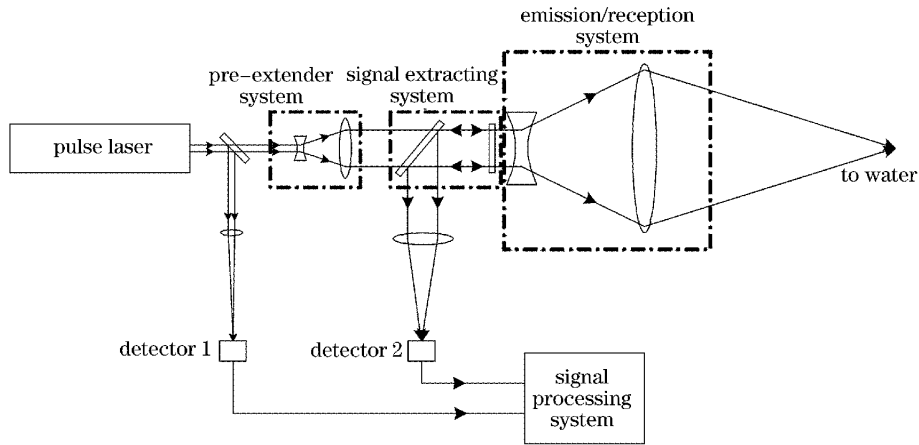 emission/reception
system
pre-extender
system
signal extracting
system
pulse laser
to water
detector 1
detector 2
signal
processing
system